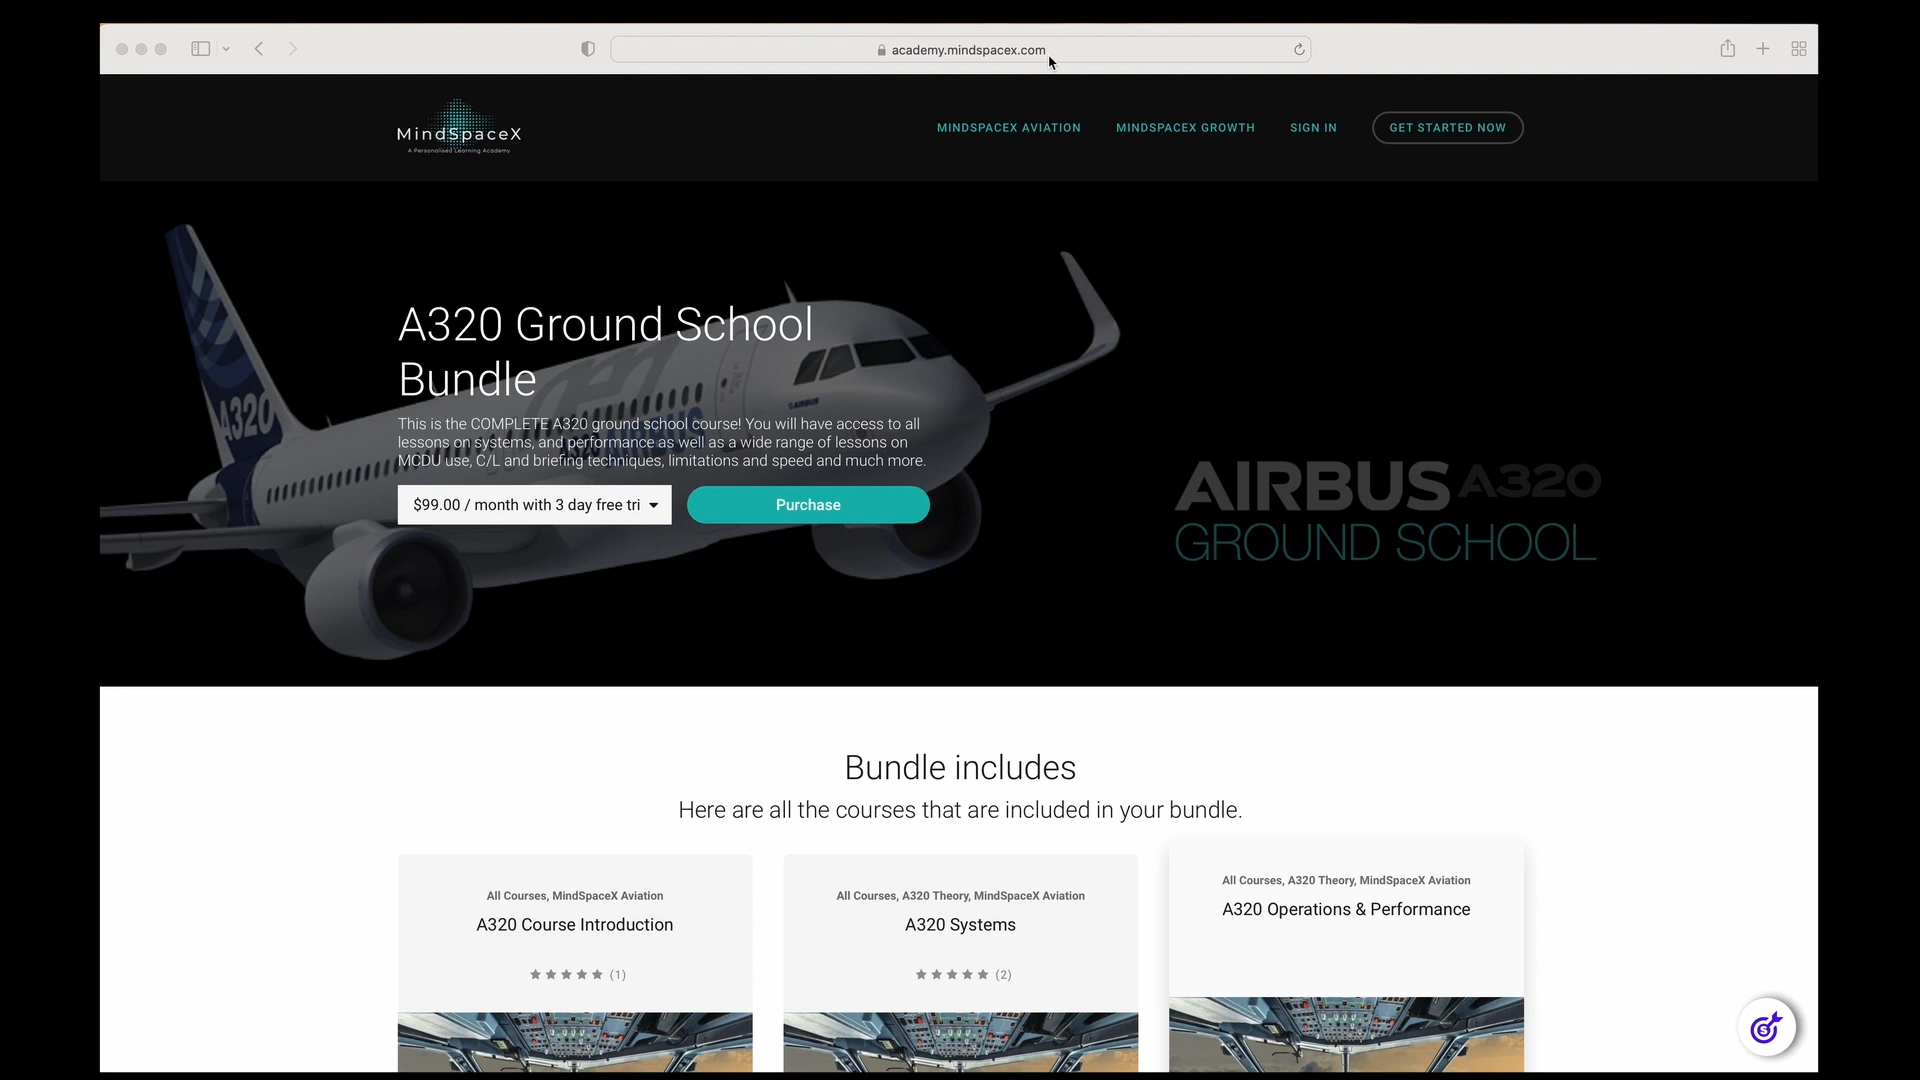 academy.mindspacex.com
MindSpaceX
A Personalised Learning Academy
MINDSPACEX AVIATION
MINDSPACEX GROWTH
SIGN IN
GET STARTED NOW
A320
AIRBUS
A320 Ground School
Bundle
This is the COMPLETE A320 ground school course! You will have access to all
lessons on systems, and performance as well as a wide range of lessons on
MCDU use, C/L and briefing techniques, limitations and speed and much more.
A320 AIRBUS
$99.00 / month with 3 day free tri
Purchase
AIRBUS A320
GROUND SCHOOL
Bundle includes
Here are all the courses that are included in your bundle.
All Courses, MindSpaceX Aviation
A320 Course Introduction
(1)
All Courses, A320 Theory, MindSpaceX Aviation
A320 Systems
(2)
All Courses, A320 Theory, MindSpaceX Aviation
A320 Operations & Performance